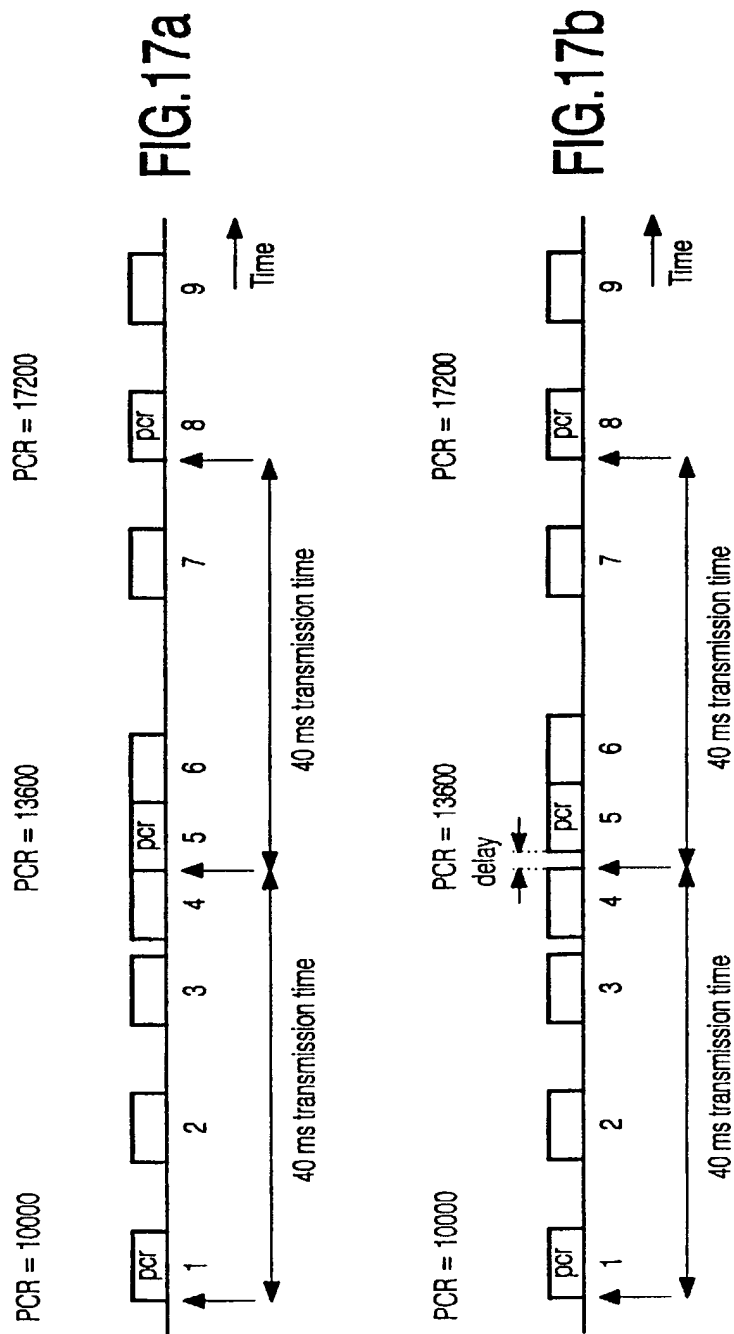 FIG.17a
PCR = 10000
PCR = 13600
PCR = 17200
pcr
pcr
pcr
1
2
3
4
5
6
7
8
9
Time
40 ms transmission time
40 ms transmission time
FIG.17b
PCR = 10000
PCR = 13600
PCR = 17200
delay
pcr
pcr
pcr
1
2
3
4
5
6
7
8
9
Time
40 ms transmission time
40 ms transmission time